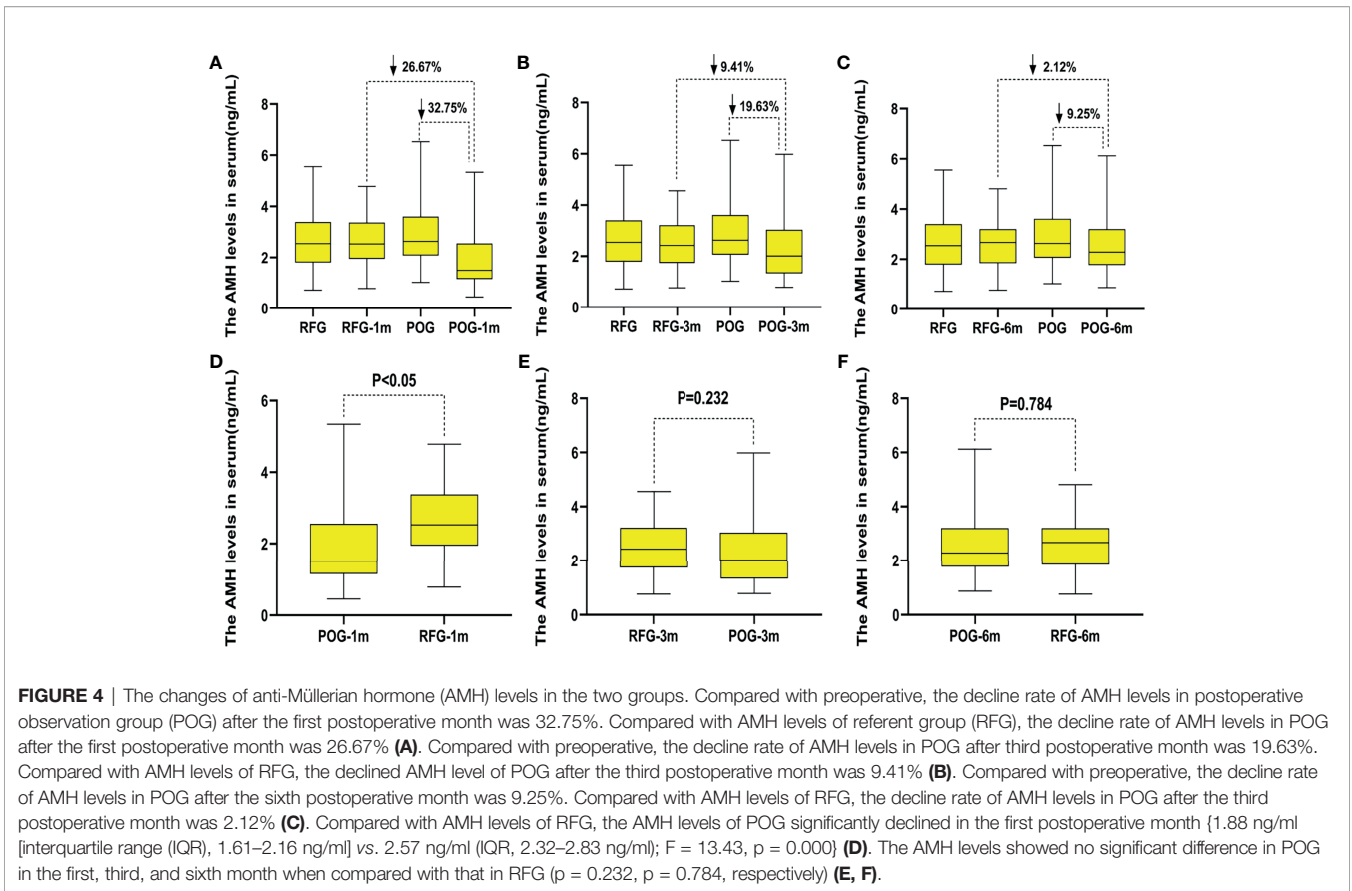 A
↓ 26.67%
↓ 32.75%
The AMH levels in serum(ng/mL)
8
6
4
2
0
RFG RFG-1m POG POG-1m
B
↓ 9.41%
↓ 19.63%
The AMH levels in serum(ng/mL)
8
6
4
2
0
RFG RFG-3m POG POG-3m
C
↓ 2.12%
↓ 9.25%
The AMH levels in serum(ng/mL)
8
6
4
2
0
RFG RFG-6m POG POG-6m
D
P<0.05
The AMH levels in serum(ng/mL)
6
4
2
0
POG-1m RFG-1m
E
P=0.232
The AMH levels in serum(ng/mL)
8
6
4
2
0
RFG-3m POG-3m
F
P=0.784
The AMH levels in serum(ng/mL)
8
6
4
2
0
POG-6m RFG-6m
FIGURE 4 | The changes of anti-Müllerian hormone (AMH) levels in the two groups. Compared with preoperative, the decline rate of AMH levels in postoperative
observation group (POG) after the first postoperative month was 32.75%. Compared with AMH levels of referent group (RFG), the decline rate of AMH levels in POG
after the first postoperative month was 26.67% (A). Compared with preoperative, the decline rate of AMH levels in POG after third postoperative month was 19.63%.
Compared with AMH levels of RFG, the declined AMH level of POG after the third postoperative month was 9.41% (B). Compared with preoperative, the decline rate
of AMH levels in POG after the sixth postoperative month was 9.25%. Compared with AMH levels of RFG, the decline rate of AMH levels in POG after the third
postoperative month was 2.12% (C). Compared with AMH levels of RFG, the AMH levels of POG significantly declined in the first postoperative month {1.88 ng/ml
[interquartile range (IQR), 1.61–2.16 ng/ml] vs. 2.57 ng/ml (IQR, 2.32–2.83 ng/ml); F = 13.43, p = 0.000} (D). The AMH levels showed no significant difference in POG
in the first, third, and sixth month when compared with that in RFG (p = 0.232, p = 0.784, respectively) (E, F).